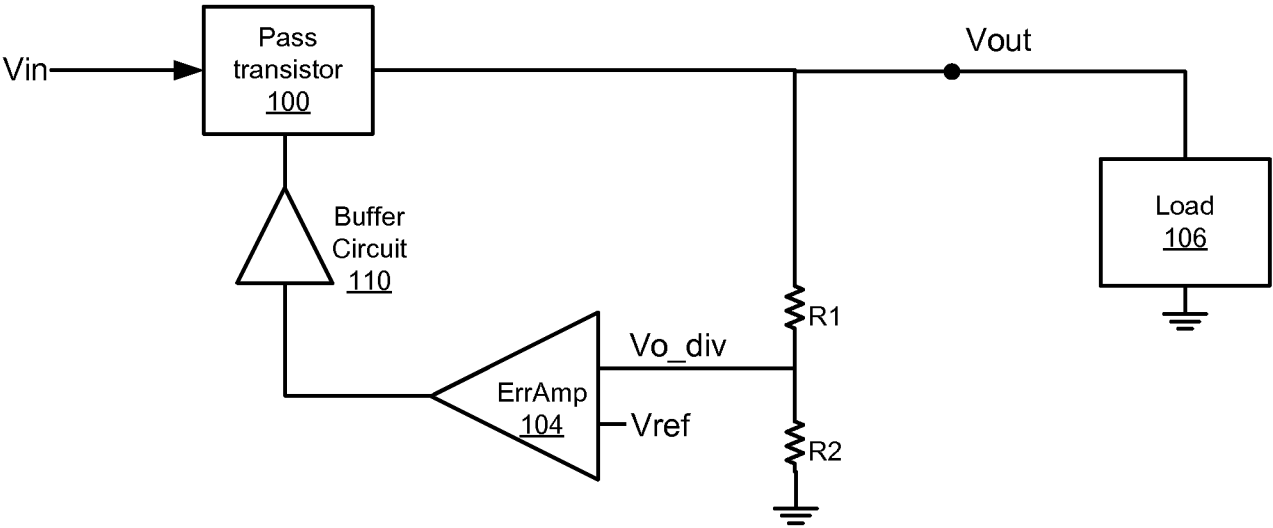 Pass
transistor
100
Vin
Vout
Buffer
Circuit
110
Load
106
R1
Vo_div
ErrAmp
104
Vref
R2